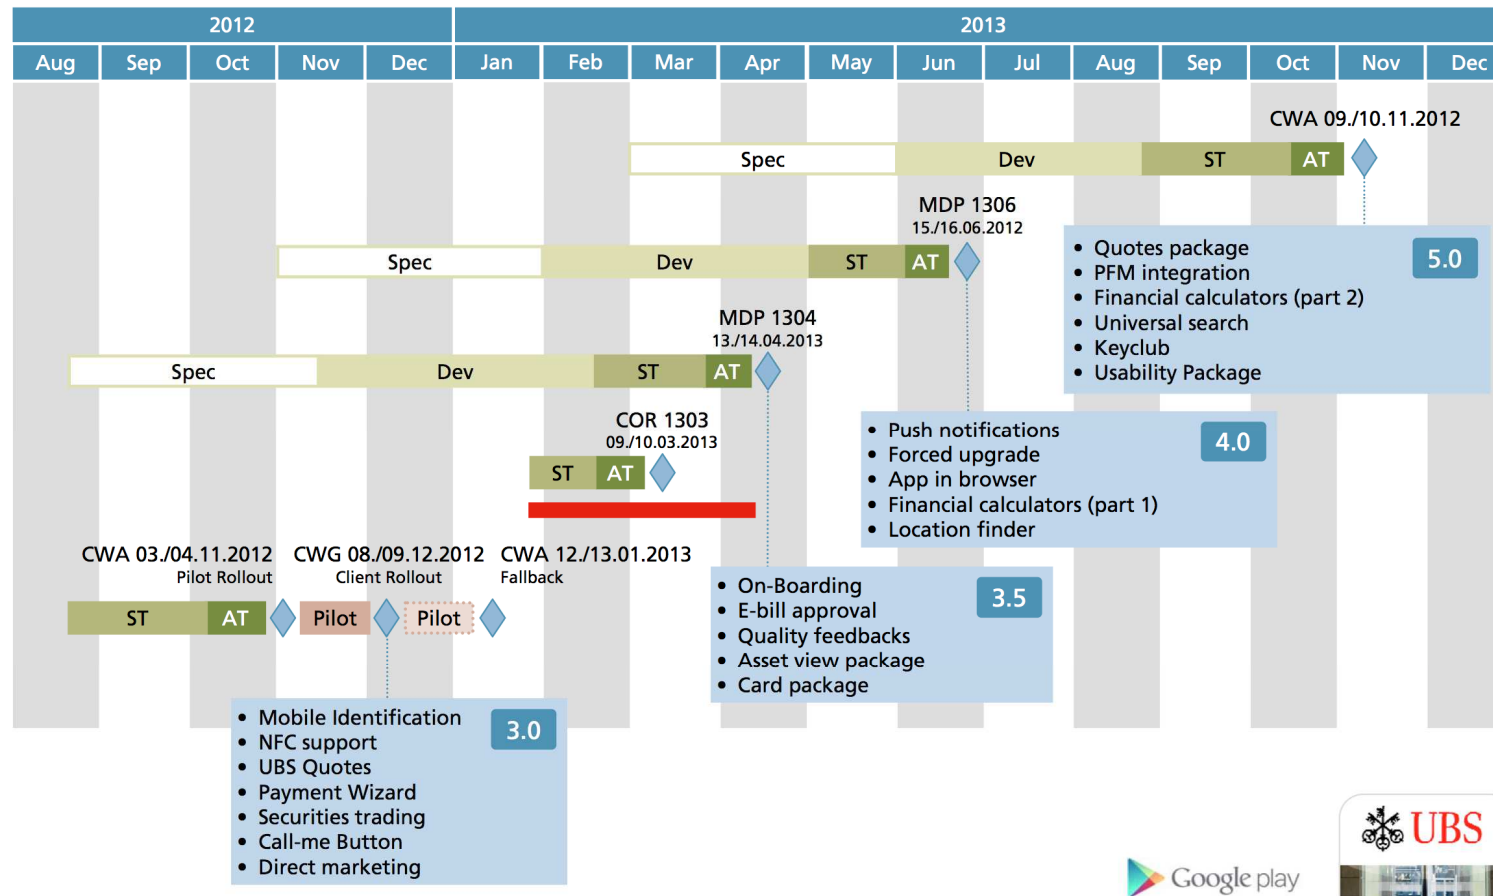 2012 2013
Aug Sep Oct Nov Dec Jan Feb Mar Apr May Jun Jul Aug Sep Oct Nov Dec
CWA 09./10.11.2012
Spec Dev ST AT
MDP 1306
15./16.06.2012
Spec Dev ST AT
• Quotes package
• PFM integration
• Financial calculators (part 2)
• Universal search
• Keyclub
• Usability Package
5.0
MDP 1304
13./14.04.2013
Spec Dev ST AT
COR 1303
09./10.03.2013
ST AT
• Push notifications
• Forced upgrade
• App in browser
• Financial calculators (part 1)
• Location finder
4.0
CWA 03./04.11.2012 CWG 08./09.12.2012 CWA 12./13.01.2013
Pilot Rollout Client Rollout Fallback
ST AT Pilot Pilot
• On-Boarding
• E-bill approval
• Quality feedbacks
• Asset view package
• Card package
3.5
• Mobile Identification
• NFC support
• UBS Quotes
• Payment Wizard
• Securities trading
• Call-me Button
• Direct marketing
3.0
UBS
Google play